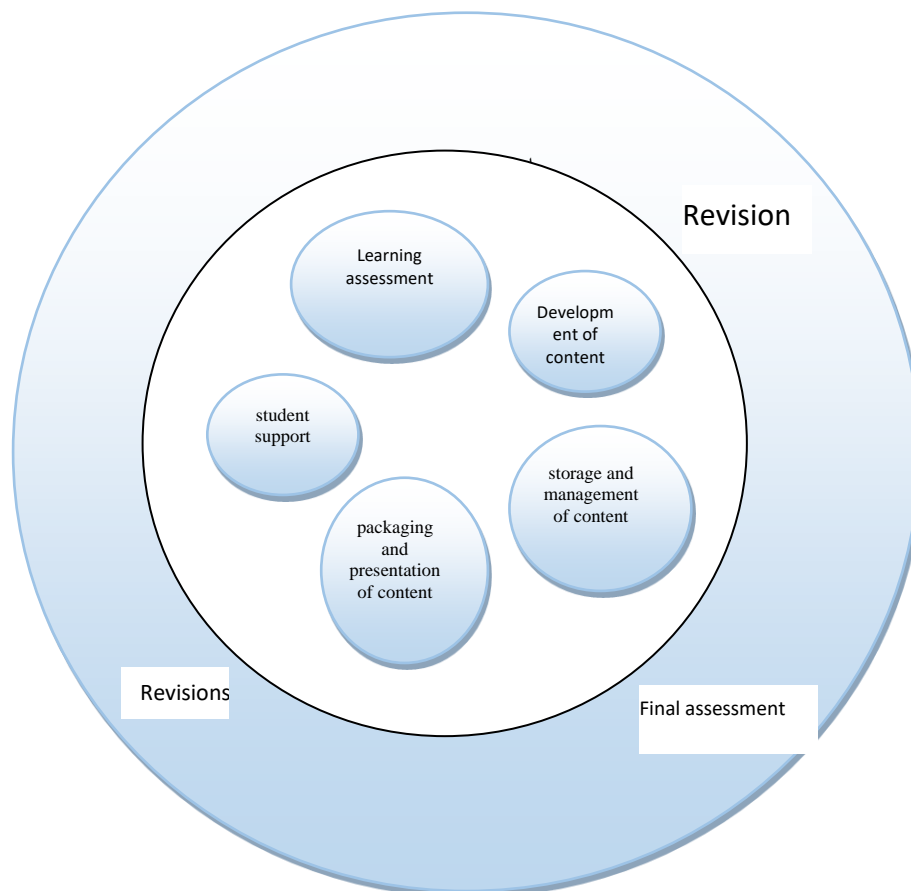 Revision
Learning
assessment
Developm
ent of
content
student
support
storage and
management
of content
packaging
and
presentation
of content
Revisions
Final assessment